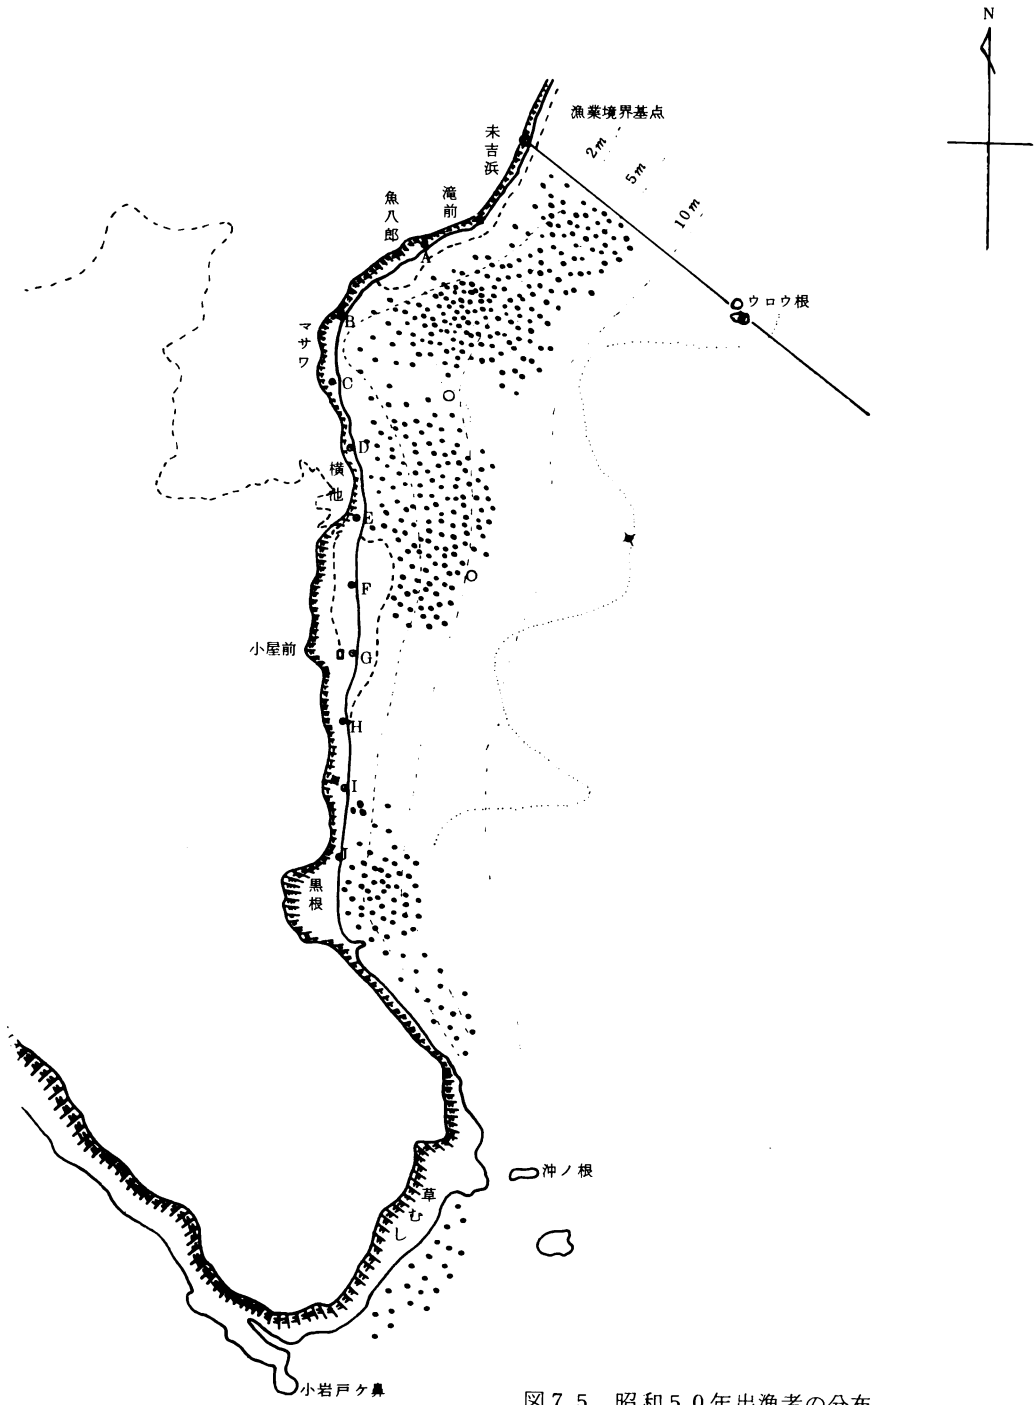 N
漁業境界基点
未吉浜
2m
5m
10m
滝前
魚八郎
A
ウロウ根
B
マサワ
C
D
横池
E
F
小屋前
G
H
I
J
黒根
沖ノ根
草むし
小岩戸ケ鼻
図75 昭和50年出漁者の分布